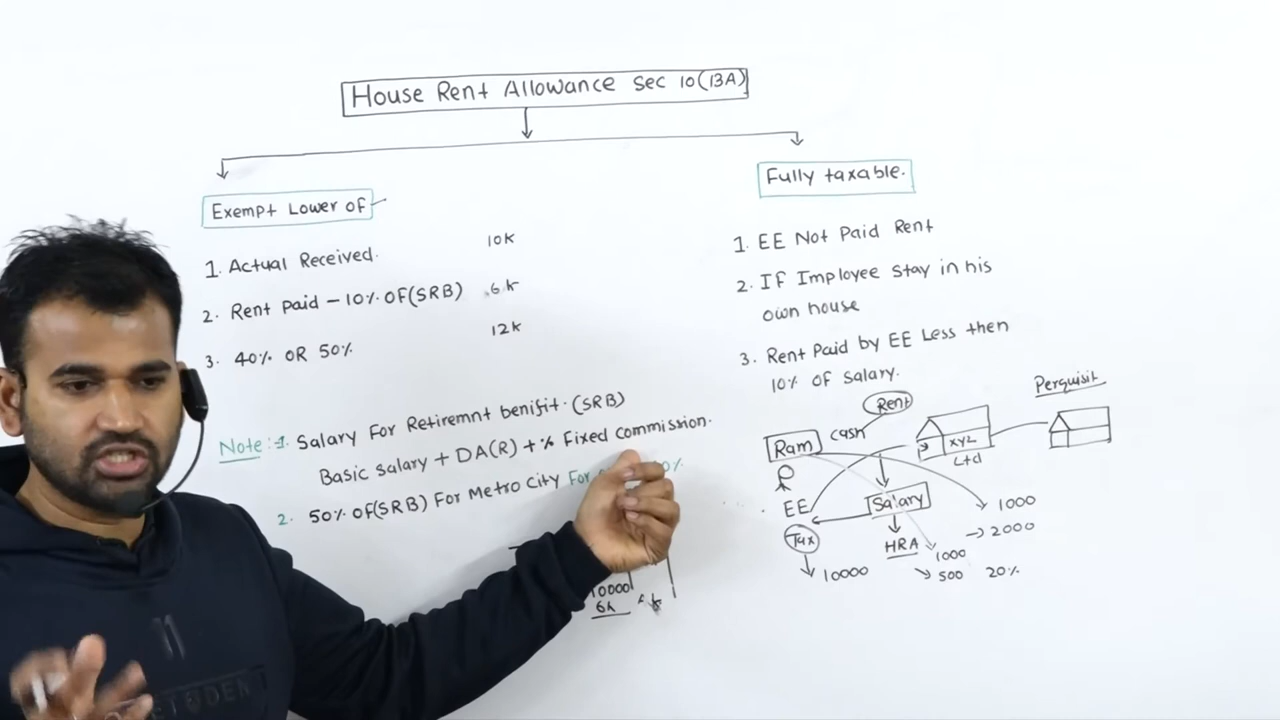 House Rent Allowance Sec 10(13A)
Exempt Lower of
1. Actual Received. 10K
2. Rent Paid – 10% OF(SRB) 6k
3. 40% OR 50% 12k
Note :- 1. Salary For Retiremnt benifit. (SRB)
Basic salary + DA(R) + % Fixed commission.
2. 50% OF(SRB) For Metro City For
10000
6k
Fully taxable.
1. EE Not Paid Rent
2. If Imployee stay in his
own house
3. Rent Paid by EE Less then
10% OF Salary.
Rent
Perquisit
Ram cash
XYL
Ltd
EE
Salary
1000
2000
Tax
HRA
1000
10000
500 20%